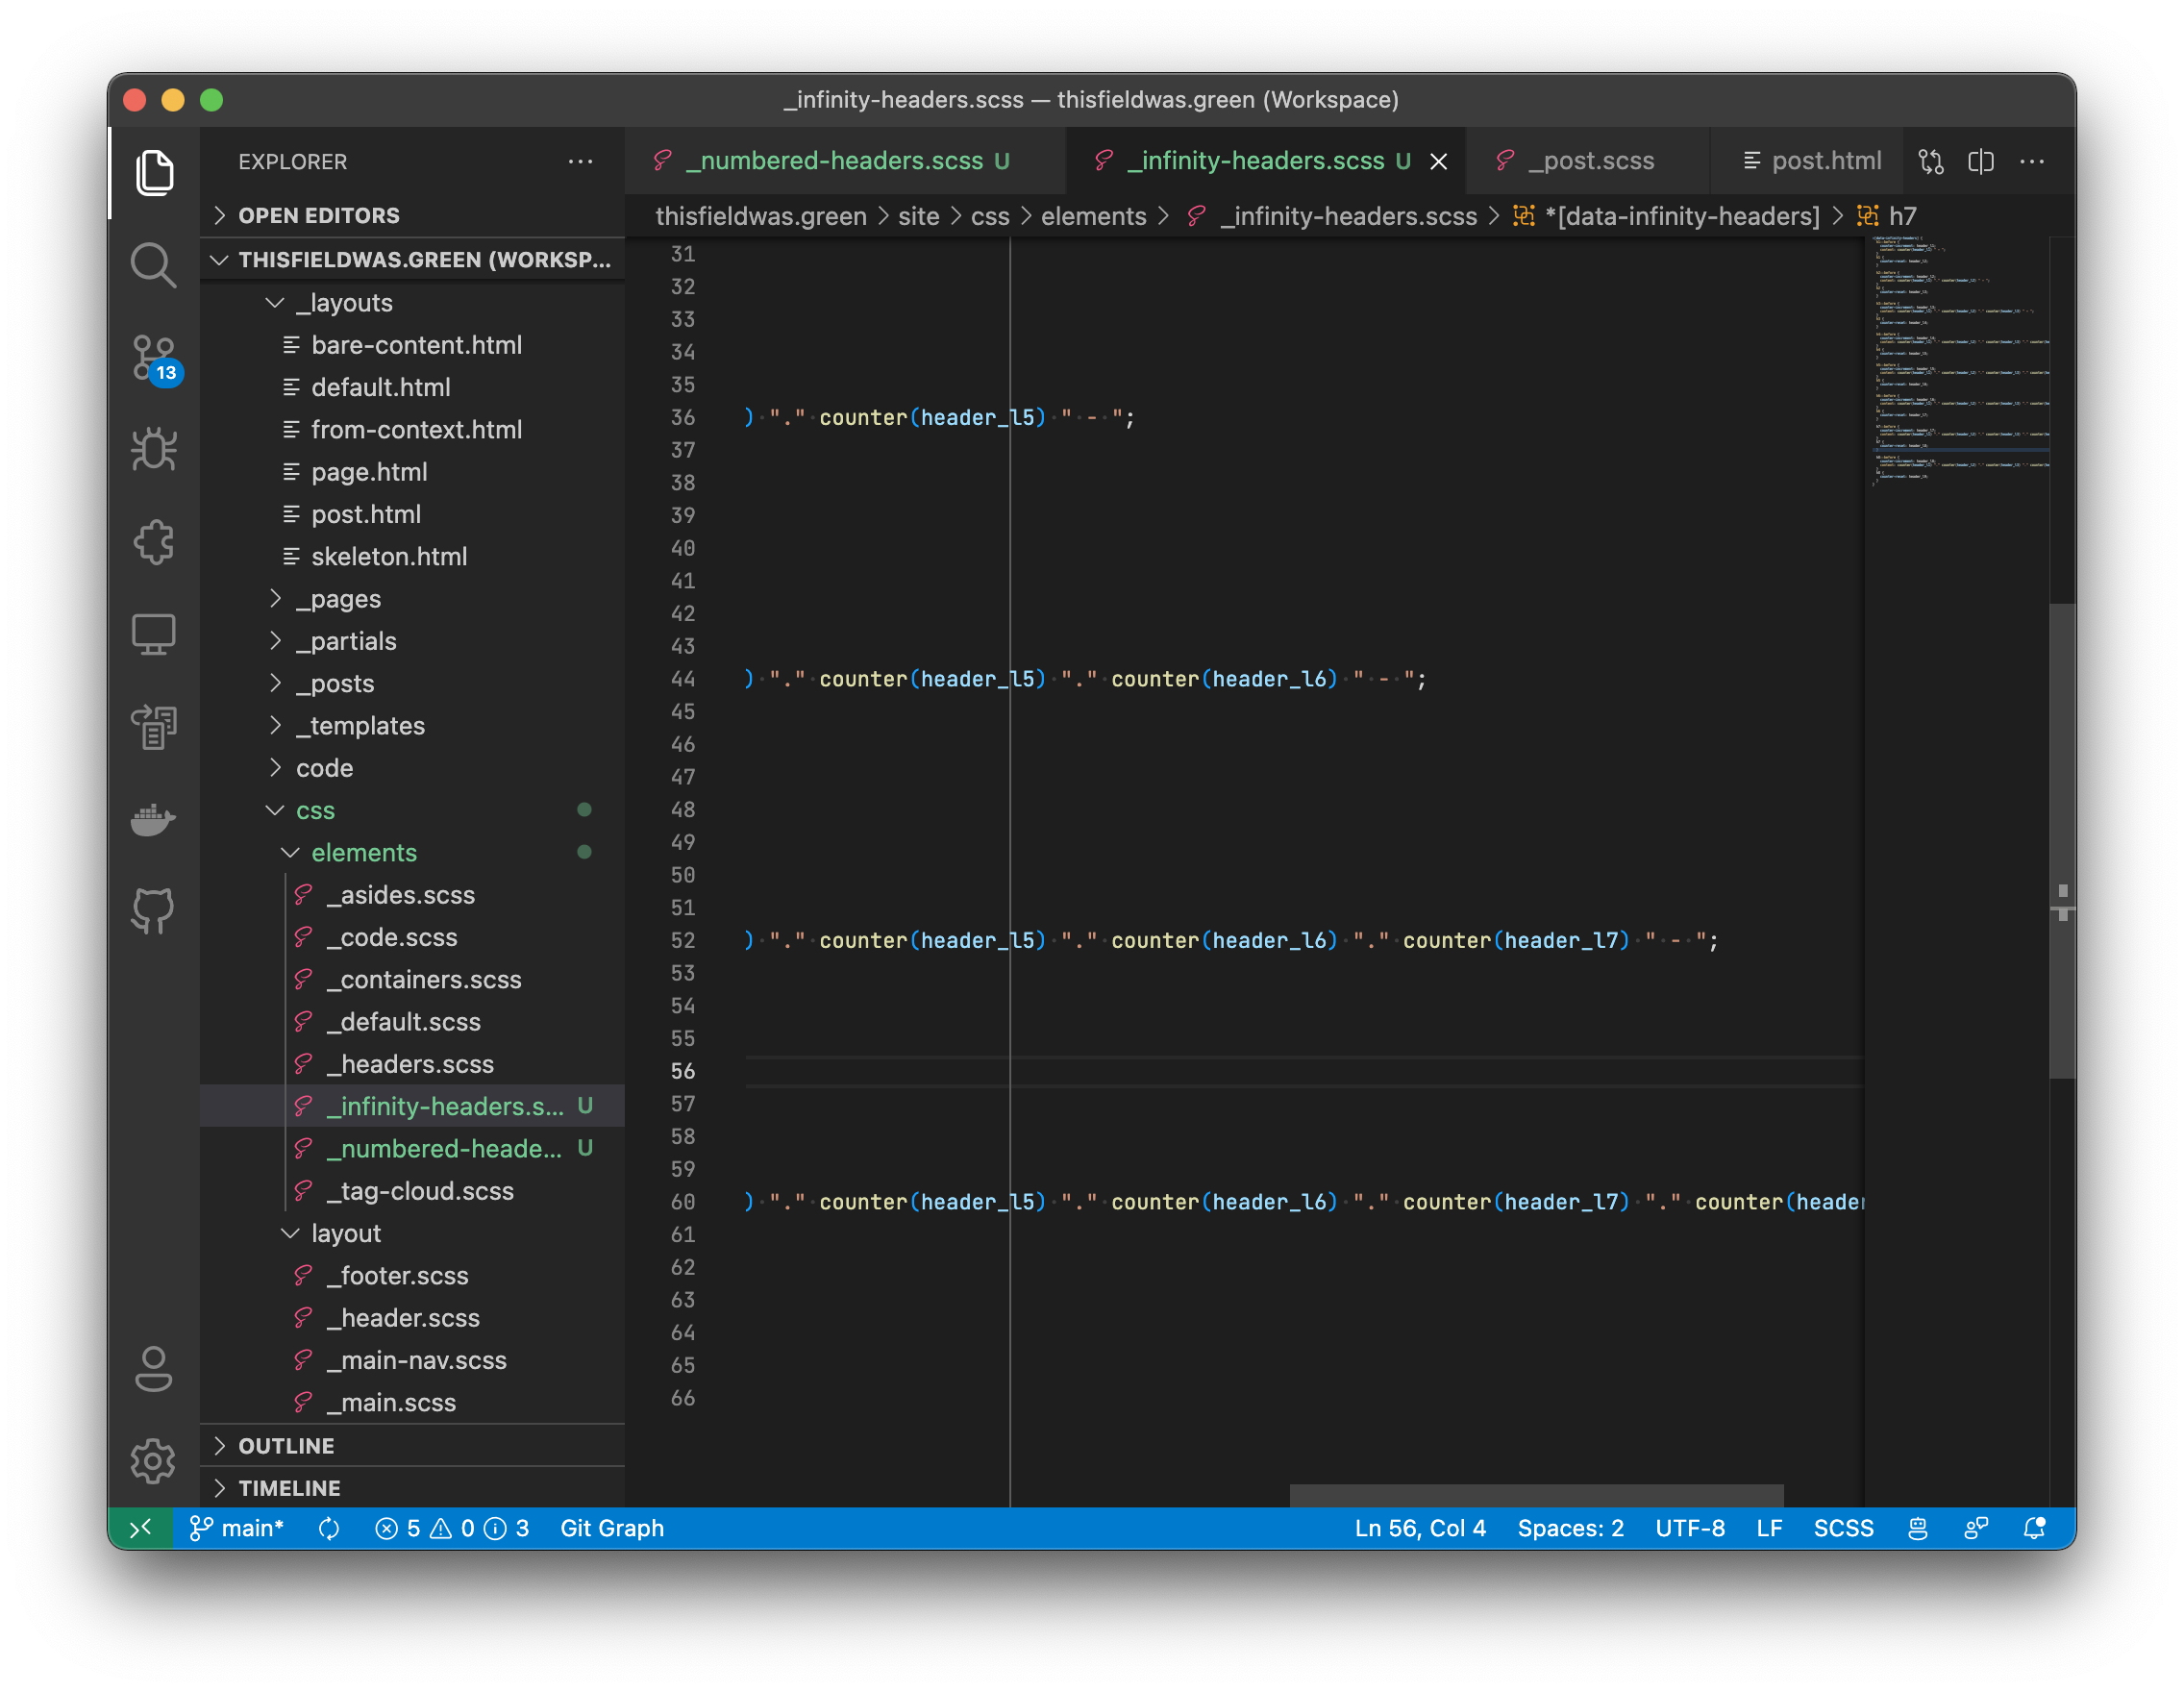 _infinity-headers.scss — thisfieldwas.green (Workspace)
EXPLORER
OPEN EDITORS
THISFIELDWAS.GREEN (WORKSP...
_layouts
bare-content.html
default.html
from-context.html
page.html
post.html
skeleton.html
_pages
_partials
_posts
_templates
code
css
elements
_asides.scss
_code.scss
_containers.scss
_default.scss
_headers.scss
_infinity-headers.s... U
_numbered-heade... U
_tag-cloud.scss
layout
_footer.scss
_header.scss
_main-nav.scss
_main.scss
OUTLINE
TIMELINE
13
_numbered-headers.scss U
_infinity-headers.scss U
_post.scss
post.html
thisfieldwas.green > site > css > elements > _infinity-headers.scss > *[data-infinity-headers] > h7
31
32
33
34
35
36 ) "." counter(header_l5) " - ";
37
38
39
40
41
42
43
44 ) "." counter(header_l5) "." counter(header_l6) " - ";
45
46
47
48
49
50
51
52 ) "." counter(header_l5) "." counter(header_l6) "." counter(header_l7) " - ";
53
54
55
56
57
58
59
60 ) "." counter(header_l5) "." counter(header_l6) "." counter(header_l7) "." counter(header
61
62
63
64
65
66
main* 5 0 3 Git Graph Ln 56, Col 4 Spaces: 2 UTF-8 LF SCSS